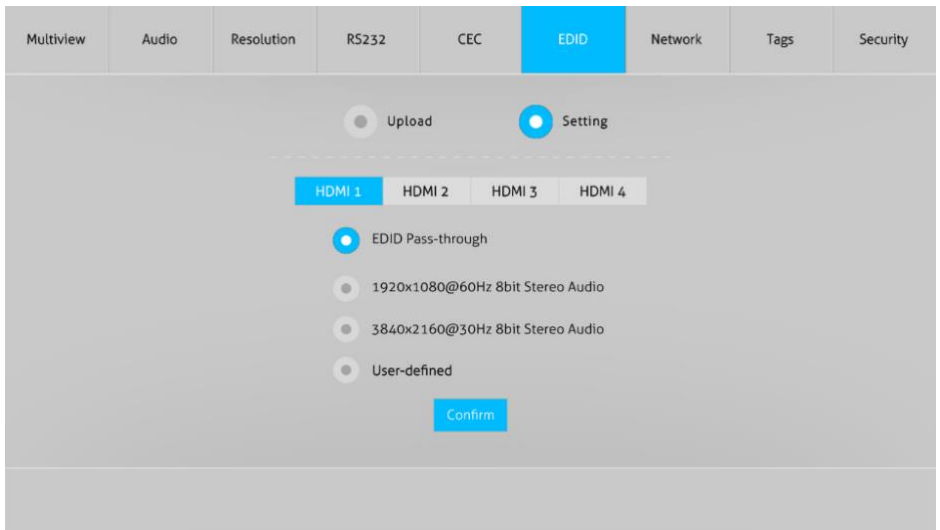 Multiview Audio Resolution RS232 CEC EDID Network Tags Security
Upload Setting
HDMI 1 HDMI 2 HDMI 3 HDMI 4
EDID Pass-through
1920x1080@60Hz 8bit Stereo Audio
3840x2160@30Hz 8bit Stereo Audio
User-defined
Confirm